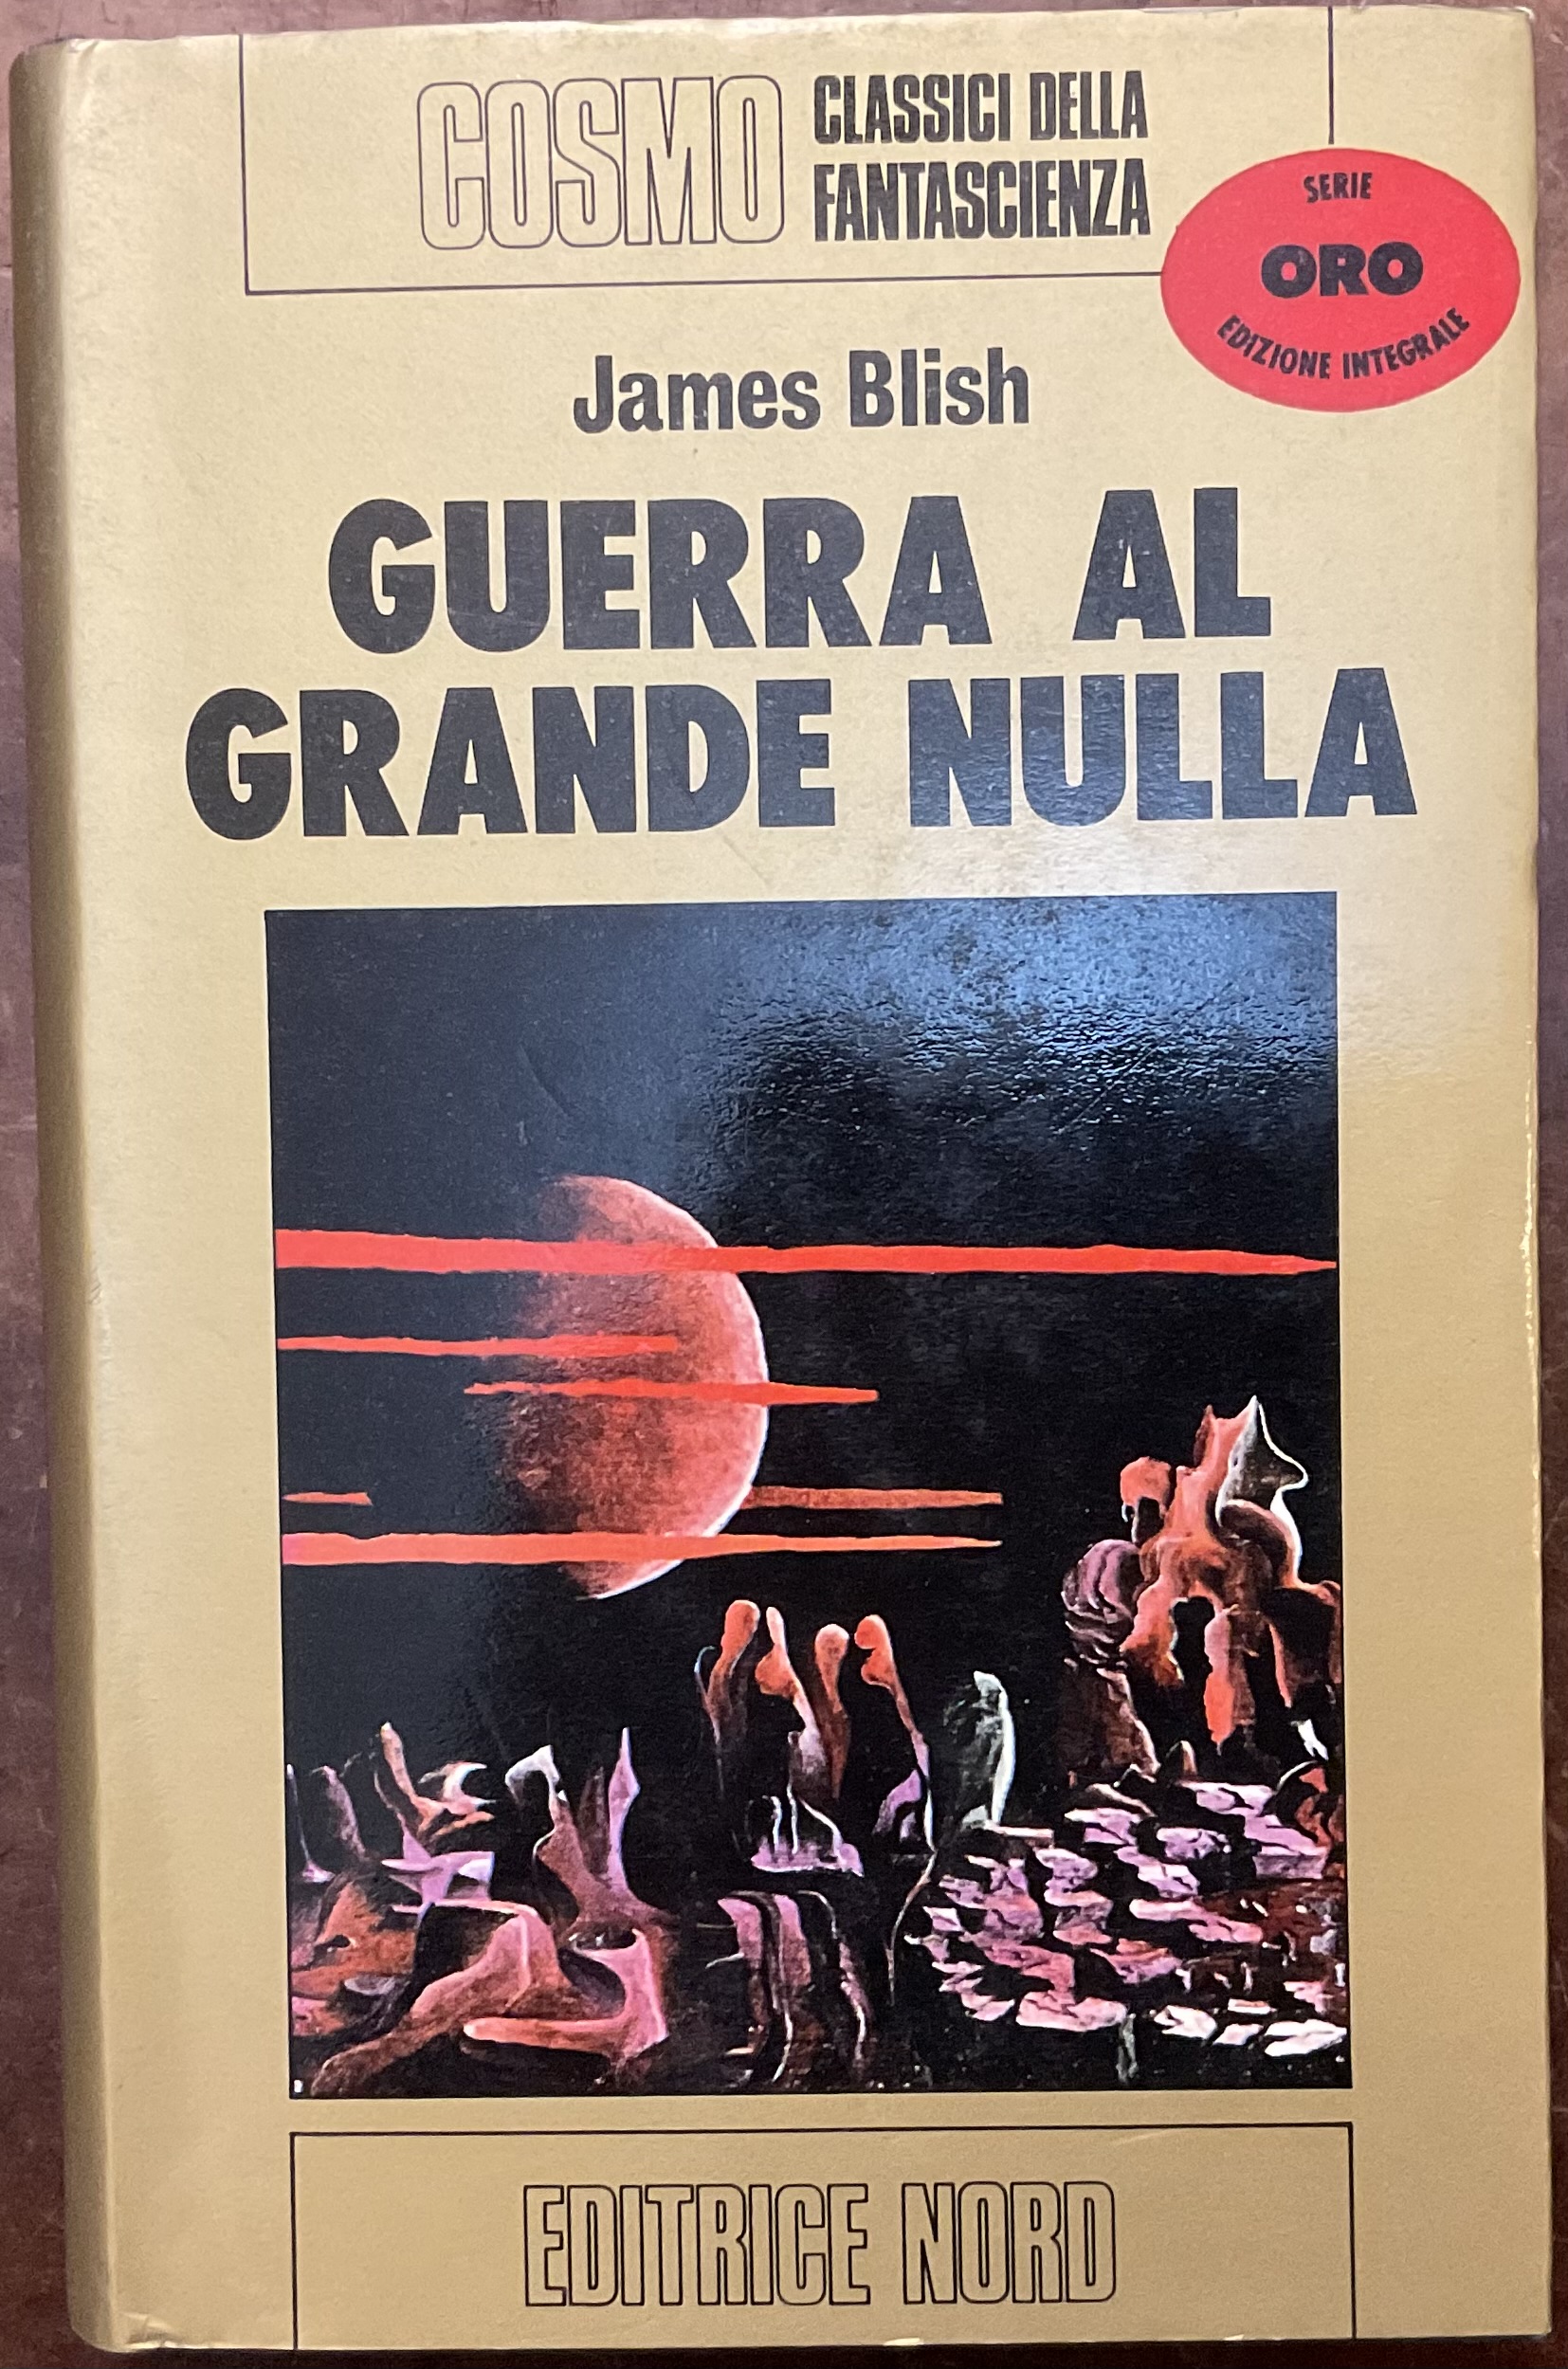 COSMO
CLASSICI DELLA
FANTASCIENZA
SERIE
ORO
EDIZIONE INTEGRALE
James Blish
GUERRA AL
GRANDE NULLA
EDITRICE NORD